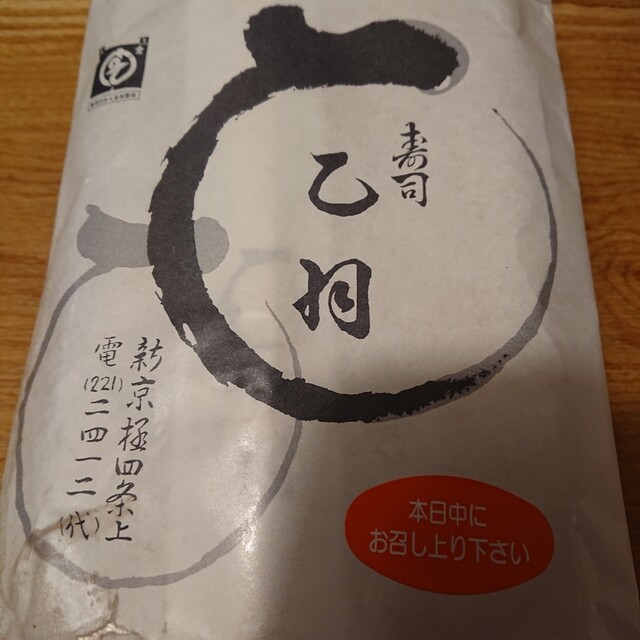 寿司
乙羽
新京極四条上
電(221)二四一二(代)
本日中に
お召し上り下さい